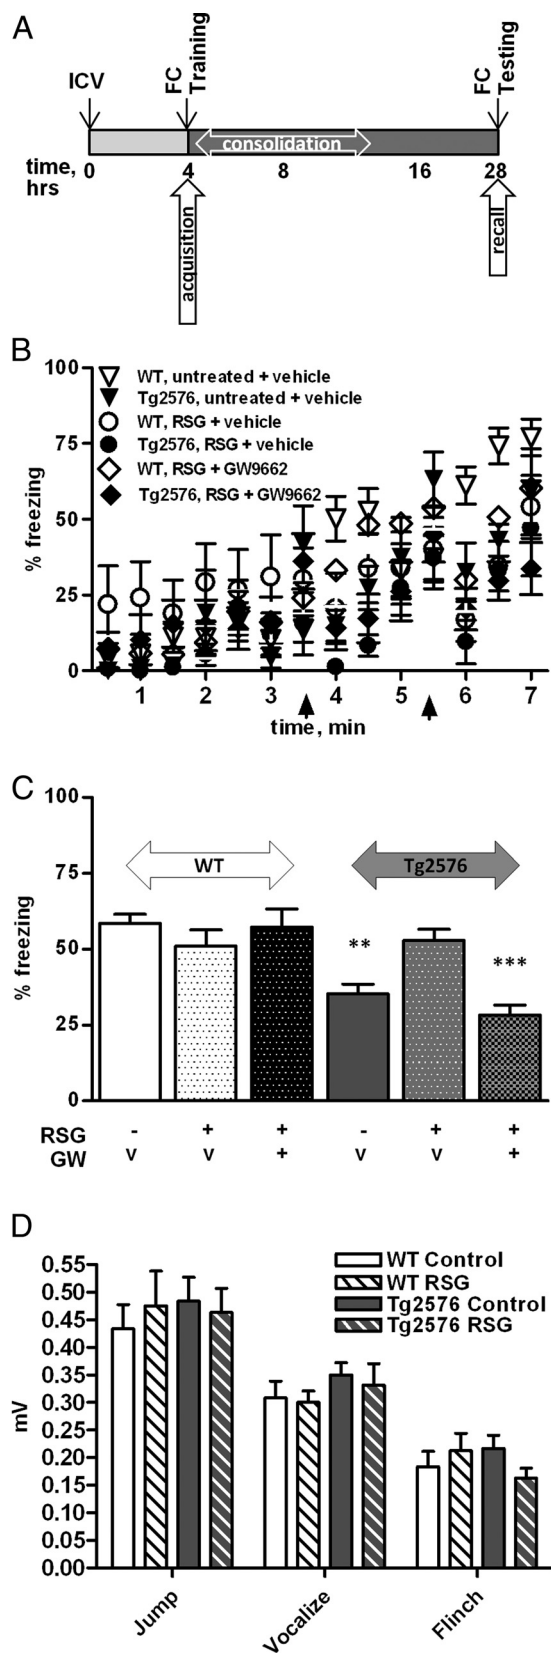 A
ICV
FC
Training
FC
Testing
consolidation
time, hrs
0 4 8 16 28
acquisition
recall
B
% freezing
100
75
50
25
0
WT, untreated + vehicle
Tg2576, untreated + vehicle
WT, RSG + vehicle
Tg2576, RSG + vehicle
WT, RSG + GW9662
Tg2576, RSG + GW9662
1 2 3 4 5 6 7
time, min
C
% freezing
100
75
50
25
0
WT
Tg2576
**
***
RSG - + + - + +
GW v v + v v +
D
mV
0.55
0.50
0.45
0.40
0.35
0.30
0.25
0.20
0.15
0.10
0.05
0.00
WT Control
WT RSG
Tg2576 Control
Tg2576 RSG
Jump
Vocalize
Flinch